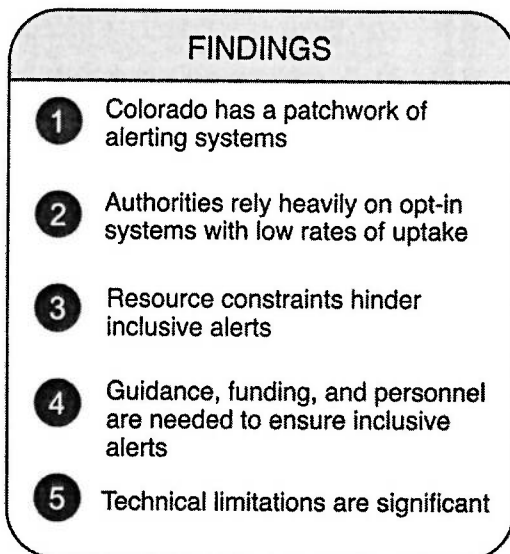 FINDINGS
1 Colorado has a patchwork of
alerting systems
2 Authorities rely heavily on opt-in
systems with low rates of uptake
3 Resource constraints hinder
inclusive alerts
4 Guidance, funding, and personnel
are needed to ensure inclusive
alerts
5 Technical limitations are significant